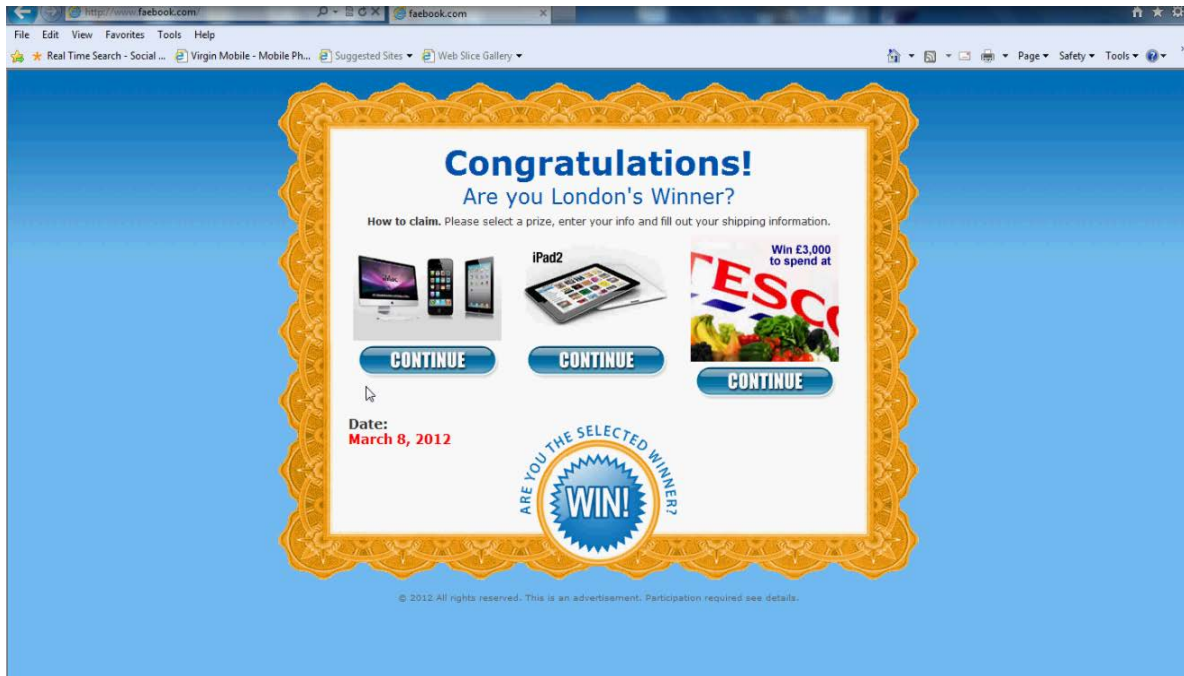 http://www.faebook.com/
faebook.com
File Edit View Favorites Tools Help
Real Time Search - Social ... Virgin Mobile - Mobile Ph... Suggested Sites Web Slice Gallery
Page Safety Tools
Congratulations!
Are you London's Winner?
How to claim. Please select a prize, enter your info and fill out your shipping information.
iMac
iPad2
Win £3,000
to spend at
TESCO
CONTINUE
CONTINUE
CONTINUE
Date:
March 8, 2012
ARE YOU THE SELECTED WINNER?
WIN!
© 2012 All rights reserved. This is an advertisement. Participation required see details.